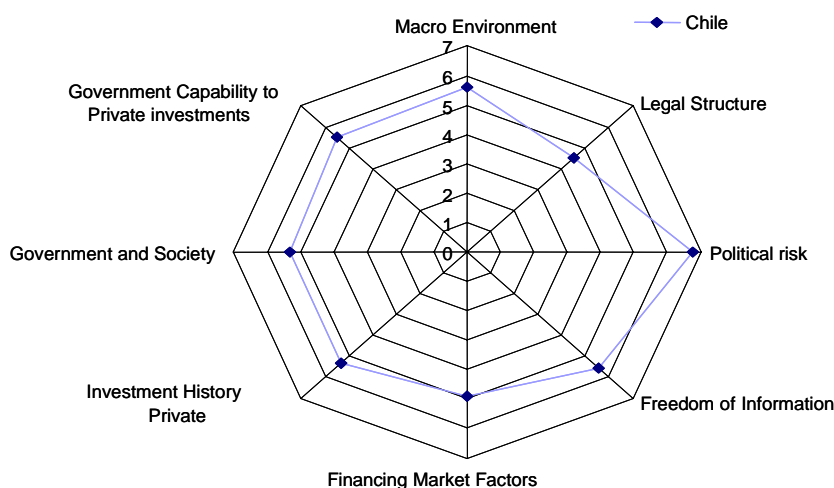 Chile
Macro Environment
7
6
5
4
3
2
1
0
Government Capability to
Private investments
Legal Structure
Government and Society
Political risk
Investment History
Private
Freedom of Information
Financing Market Factors